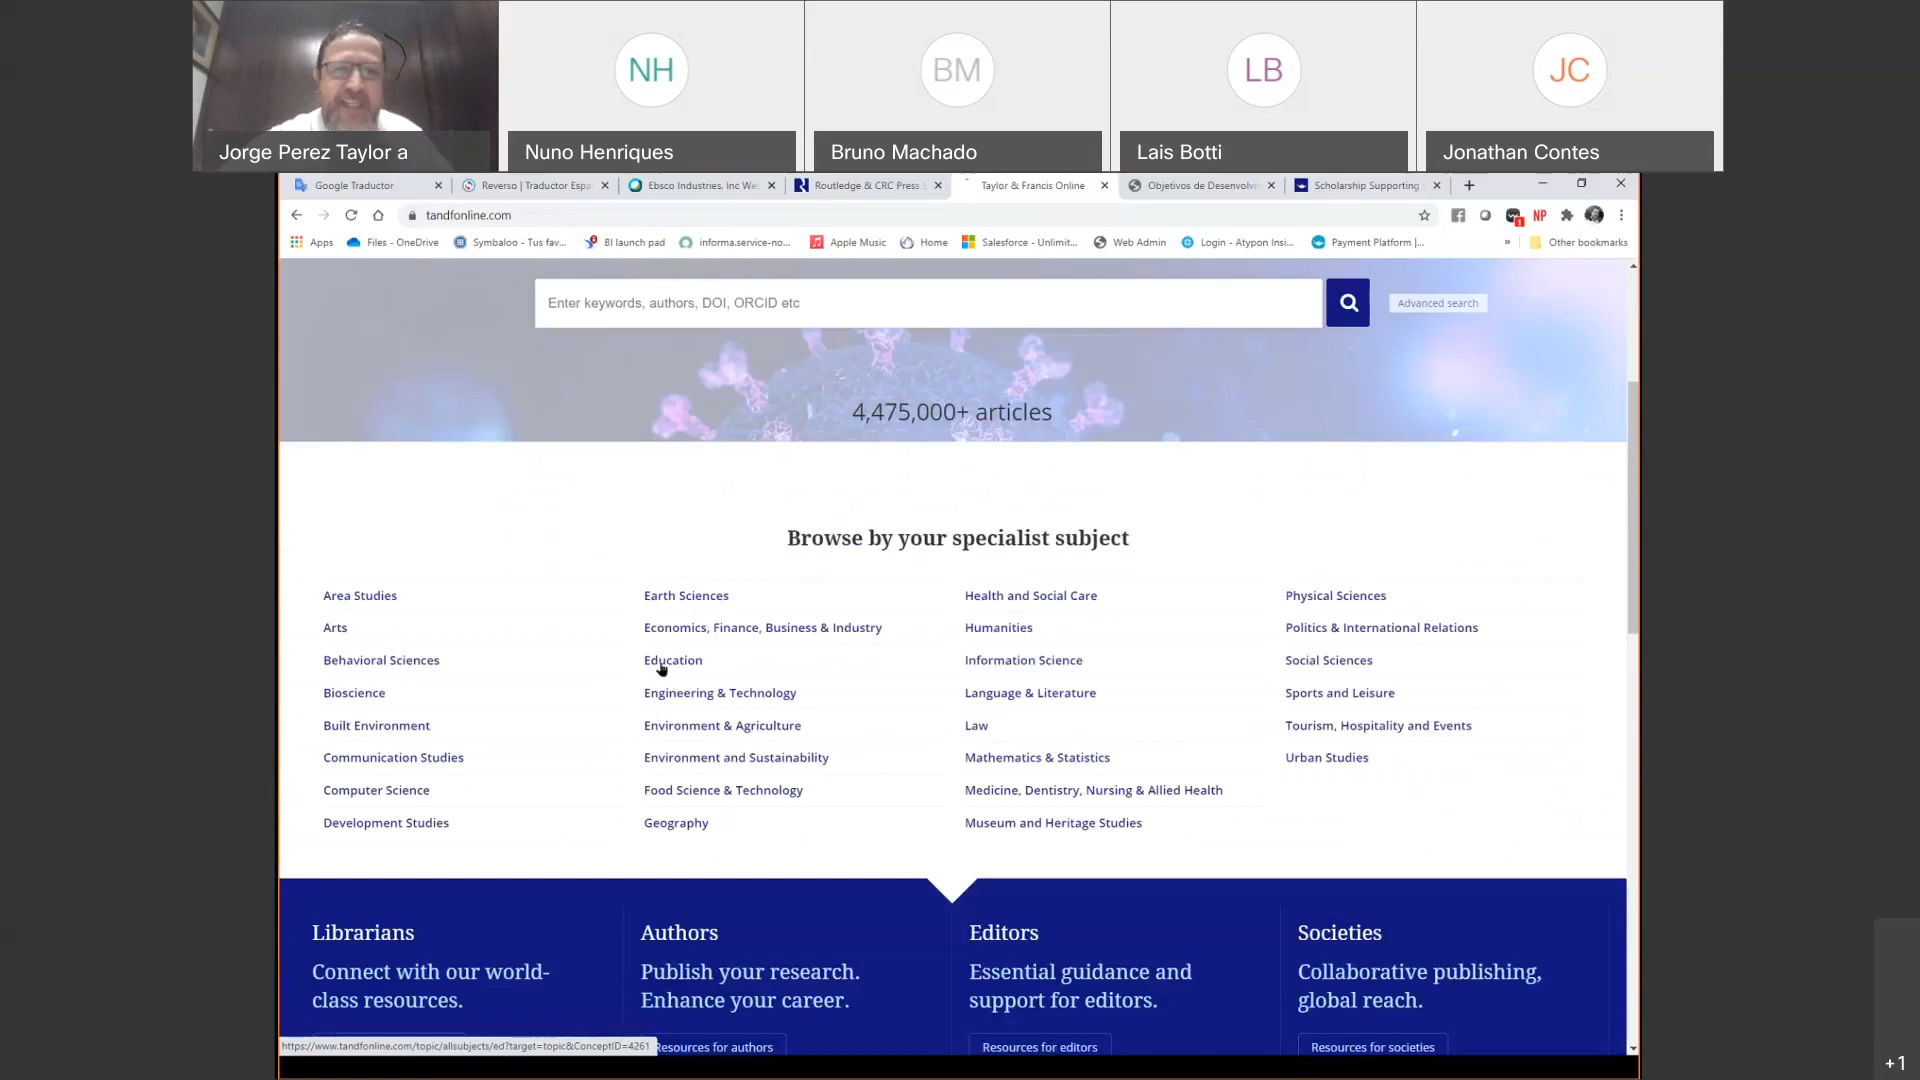 NH
BM
LB
JC
Jorge Perez Taylor a
Nuno Henriques
Bruno Machado
Lais Botti
Jonathan Contes
Google Traductor
Reverso | Traductor Espa
Ebsco Industries, Inc We
Routledge & CRC Press
Taylor & Francis Online
Objetivos de Desenvolv
Scholarship Supporting
tandfonline.com
NP
Apps
Files - OneDrive
Symbaloo - Tus fav...
BI launch pad
informa.service-no...
Apple Music
Home
Salesforce - Unlimit...
Web Admin
Login - Atypon Insi...
Payment Platform |...
»
Other bookmarks
Enter keywords, authors, DOI, ORCID etc
Advanced search
4,475,000+ articles
Browse by your specialist subject
Area Studies
Arts
Behavioral Sciences
Bioscience
Built Environment
Communication Studies
Computer Science
Development Studies
Earth Sciences
Economics, Finance, Business & Industry
Education
Engineering & Technology
Environment & Agriculture
Environment and Sustainability
Food Science & Technology
Geography
Health and Social Care
Humanities
Information Science
Language & Literature
Law
Mathematics & Statistics
Medicine, Dentistry, Nursing & Allied Health
Museum and Heritage Studies
Physical Sciences
Politics & International Relations
Social Sciences
Sports and Leisure
Tourism, Hospitality and Events
Urban Studies
Librarians
Connect with our world-
class resources.
Authors
Publish your research.
Enhance your career.
Resources for authors
Editors
Essential guidance and
support for editors.
Resources for editors
Societies
Collaborative publishing,
global reach.
Resources for societies
https://www.tandfonline.com/topic/allsubjects/ed?target=topic&ConceptID=4261
+1